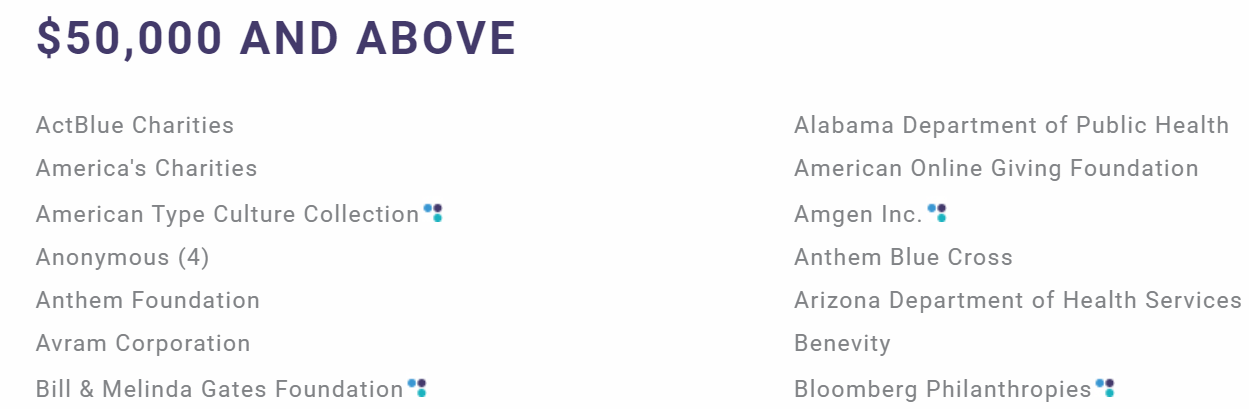 $50,000 AND ABOVE
ActBlue Charities
Alabama Department of Public Health
America's Charities
American Online Giving Foundation
American Type Culture Collection
Amgen Inc.
Anonymous (4)
Anthem Blue Cross
Anthem Foundation
Arizona Department of Health Services
Avram Corporation
Benevity
Bill & Melinda Gates Foundation
Bloomberg Philanthropies